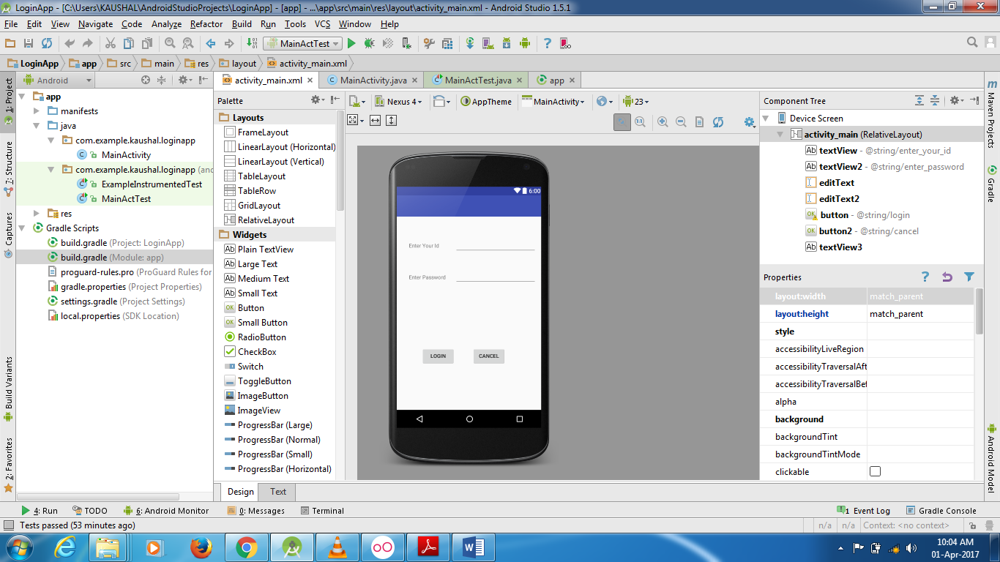 LoginApp - [C:\Users\KAUSHAL\AndroidStudioProjects\LoginApp] - [app] - ...\app\src\main\res\layout\activity_main.xml - Android Studio 1.5.1
File Edit View Navigate Code Analyze Refactor Build Run Tools VCS Window Help
MainActTest
LoginApp app src main res layout activity_main.xml
1: Project
7: Structure
Captures
Build Variants
2: Favorites
Android
app
manifests
java
com.example.kaushal.loginapp
MainActivity
com.example.kaushal.loginapp (and
ExampleInstrumentedTest
MainActTest
res
Gradle Scripts
build.gradle (Project: LoginApp)
build.gradle (Module: app)
proguard-rules.pro (ProGuard Rules for
gradle.properties (Project Properties)
settings.gradle (Project Settings)
local.properties (SDK Location)
activity_main.xml MainActivity.java MainActTest.java app
Palette
Layouts
FrameLayout
LinearLayout (Horizontal)
LinearLayout (Vertical)
TableLayout
TableRow
GridLayout
RelativeLayout
Widgets
Plain TextView
Large Text
Medium Text
Small Text
Button
Small Button
RadioButton
CheckBox
Switch
ToggleButton
ImageButton
ImageView
ProgressBar (Large)
ProgressBar (Normal)
ProgressBar (Small)
ProgressBar (Horizontal)
Nexus 4 AppTheme MainActivity 23
6:00
Enter Your Id
Enter Password
LOGIN CANCEL
Design Text
Component Tree
Device Screen
activity_main (RelativeLayout)
Ab textView - @string/enter_your_id
Ab textView2 - @string/enter_password
editText
editText2
OK button - @string/login
OK button2 - @string/cancel
Ab textView3
Properties
layout:width match_parent
layout:height match_parent
style
accessibilityLiveRegion
accessibilityTraversalAft
accessibilityTraversalBef
alpha
background
backgroundTint
backgroundTintMode
clickable
Maven Projects
Gradle
Android Model
4: Run TODO 6: Android Monitor 0: Messages Terminal 1 Event Log Gradle Console
Tests passed (53 minutes ago) n/a n/a Context: <no context>
10:04 AM
01-Apr-2017